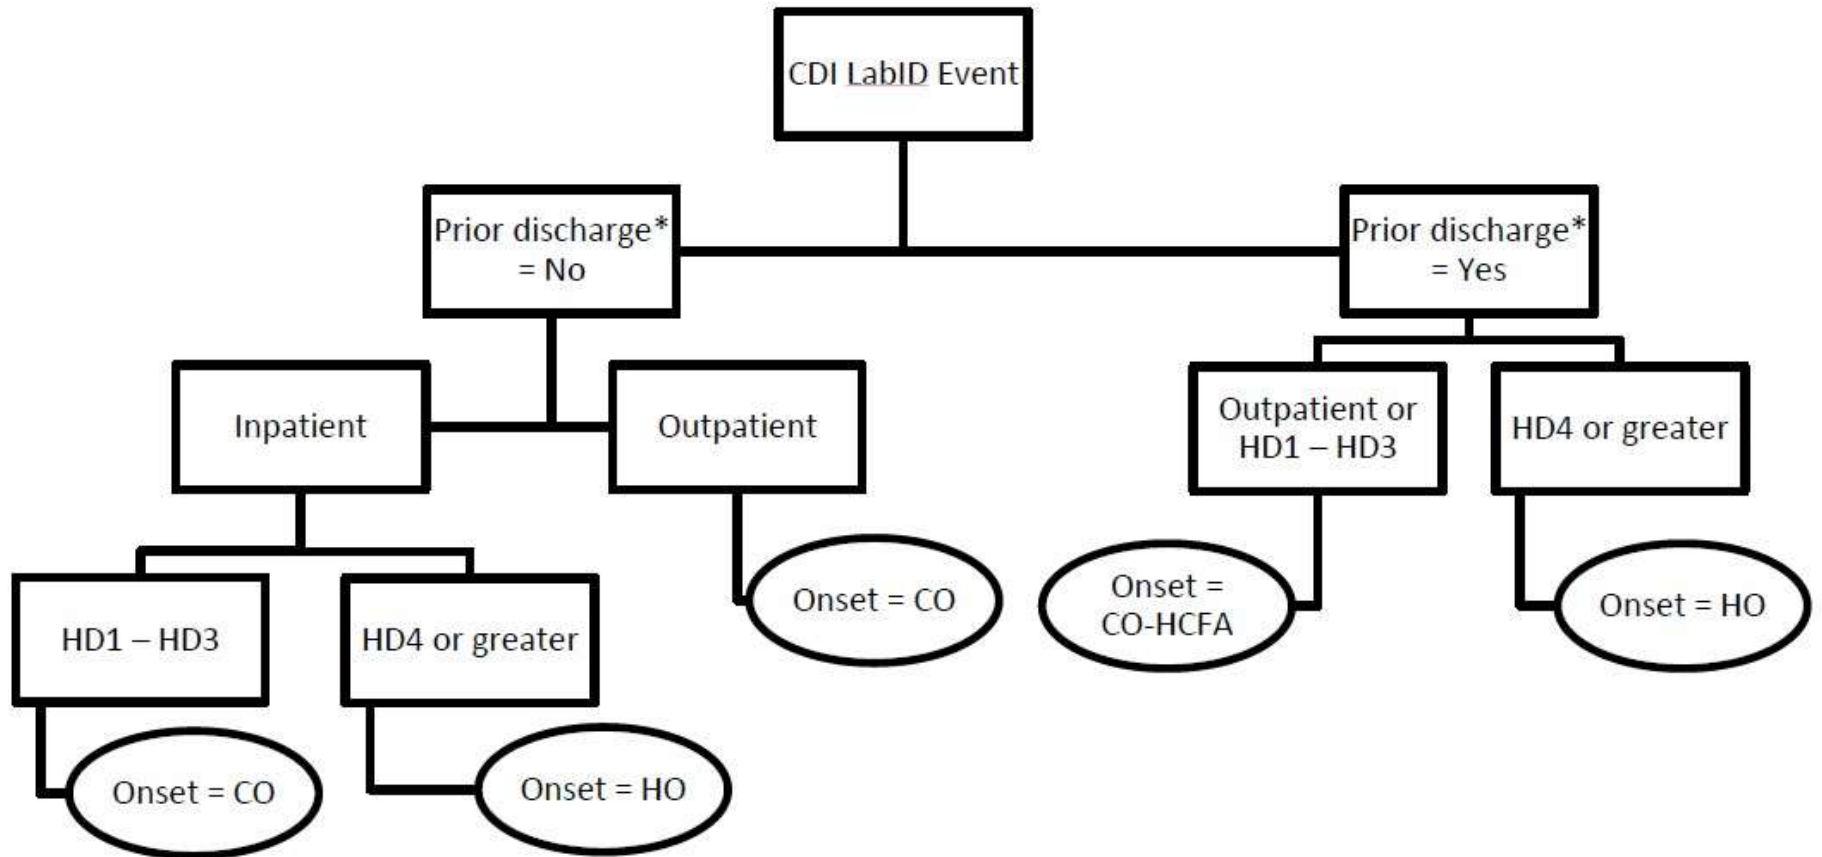 CDI LabID Event
Prior discharge*
= No
Prior discharge*
= Yes
Inpatient
Outpatient
Outpatient or
HD1 – HD3
HD4 or greater
HD1 – HD3
HD4 or greater
Onset = CO
Onset =
CO-HCFA
Onset = HO
Onset = CO
Onset = HO